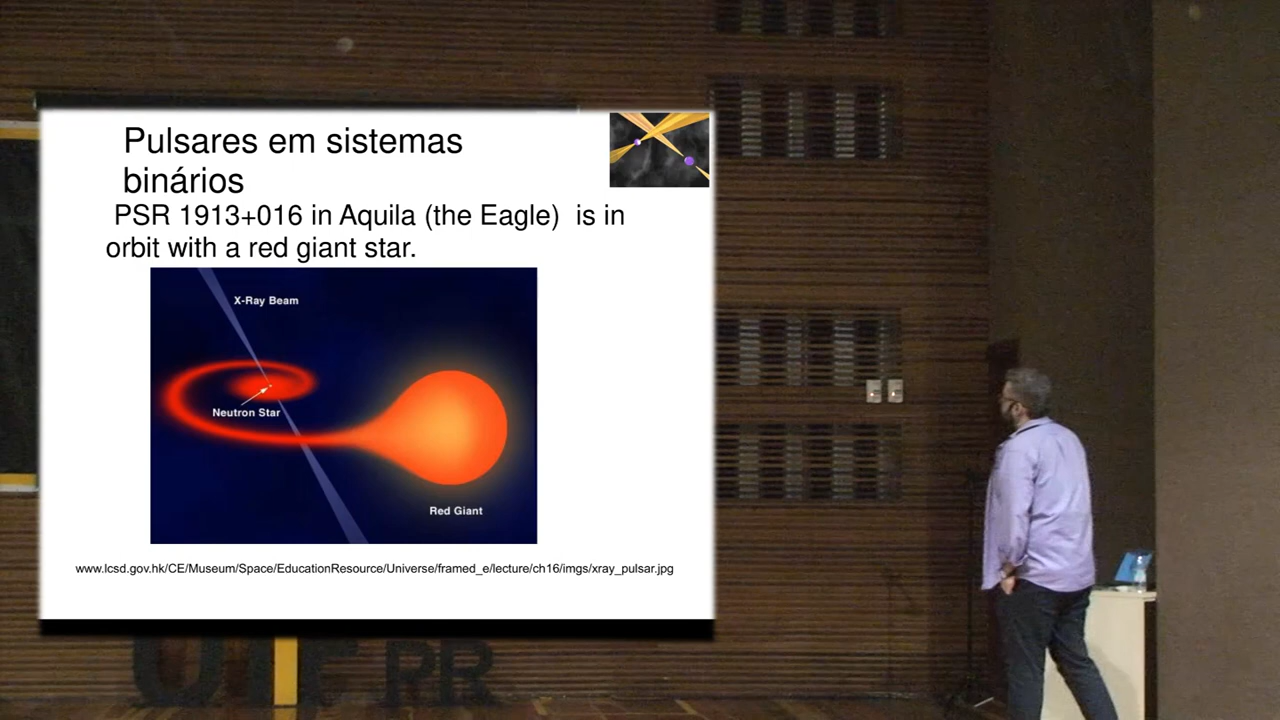 Pulsares em sistemas
binários
PSR 1913+016 in Aquila (the Eagle) is in
orbit with a red giant star.
X-Ray Beam
Neutron Star
Red Giant
www.lcsd.gov.hk/CE/Museum/Space/EducationResource/Universe/framed_e/lecture/ch16/imgs/xray_pulsar.jpg
UTFPR